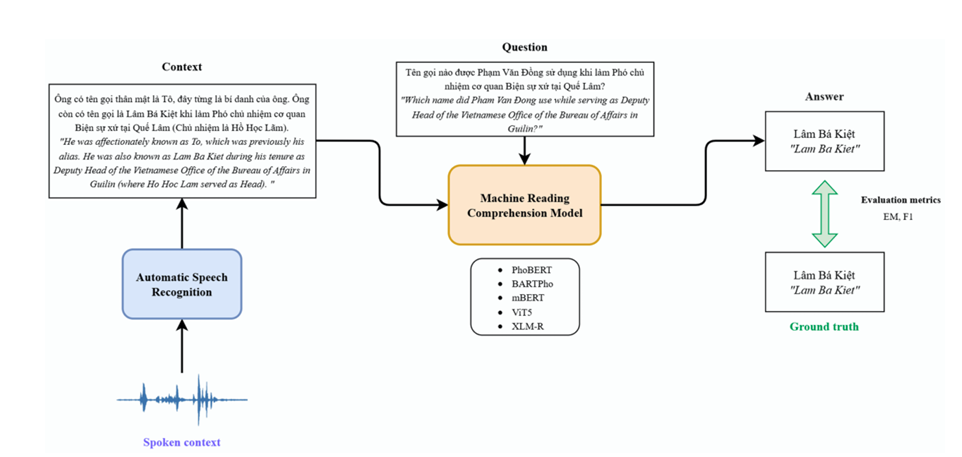 Question
Context
Tên gọi nào được Phạm Văn Đồng sử dụng khi làm Phó chủ
nhiệm cơ quan Biện sự xứ tại Quế Lâm?
"Which name did Pham Van Đong use while serving as Deputy
Head of the Vietnamese Office of the Bureau of Affairs in
Guilin?"
Ông có tên gọi thân mật là Tô, đây từng là bí danh của ông. Ông
còn có tên gọi là Lâm Bá Kiệt khi làm Phó chủ nhiệm cơ quan
Biện sự xứ tại Quế Lâm (Chủ nhiệm là Hồ Học Lãm).
"He was affectionately known as To, which was previously his
alias. He was also known as Lam Ba Kiet during his tenure as
Deputy Head of the Vietnamese Office of the Bureau of Affairs in
Guilin (where Ho Hoc Lam served as Head). "
Answer
Lâm Bá Kiệt
"Lam Ba Kiet"
Machine Reading
Comprehension Model
Evaluation metrics
EM, F1
Automatic Speech
Recognition
PhoBERT
BARTPho
mBERT
ViT5
XLM-R
Lâm Bá Kiệt
"Lam Ba Kiet"
Ground truth
Spoken context